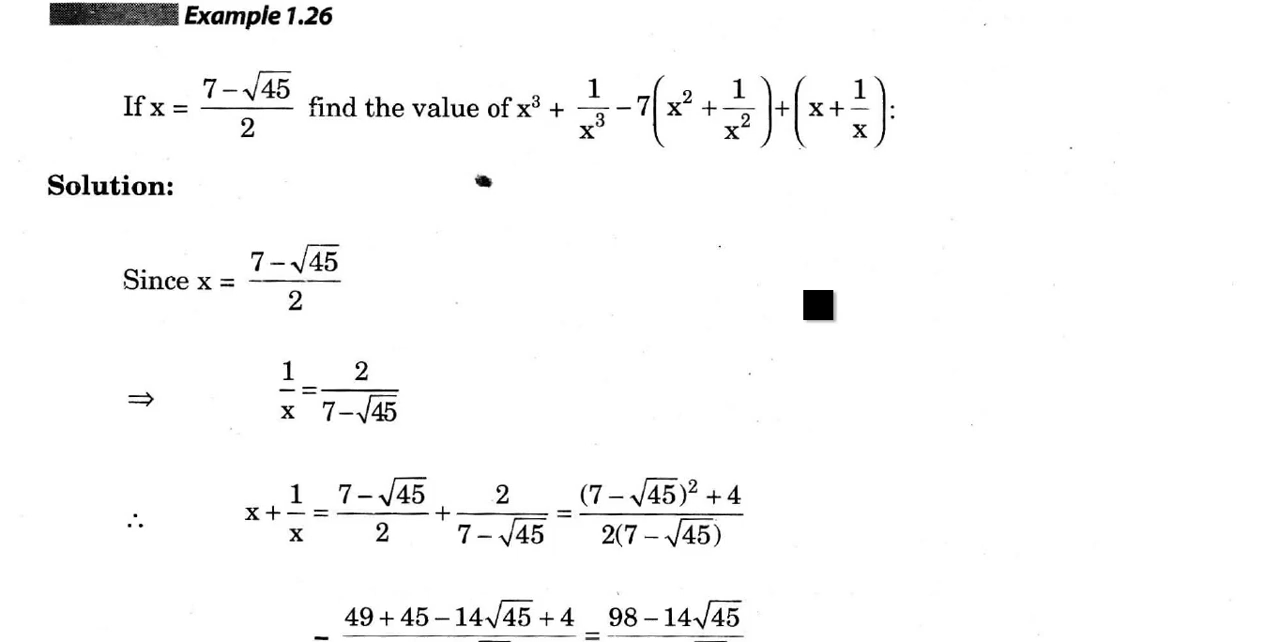 Example 1.26
If x = (7 − √45)/2 find the value of x³ + 1/x³ − 7(x² + 1/x²) + (x + 1/x):
Solution:
Since x = (7 − √45)/2
⇒ 1/x = 2/(7 − √45)
∴ x + 1/x = (7 − √45)/2 + 2/(7 − √45) = ((7 − √45)² + 4)/(2(7 − √45))
= (49 + 45 − 14√45 + 4)/ = (98 − 14√45)/